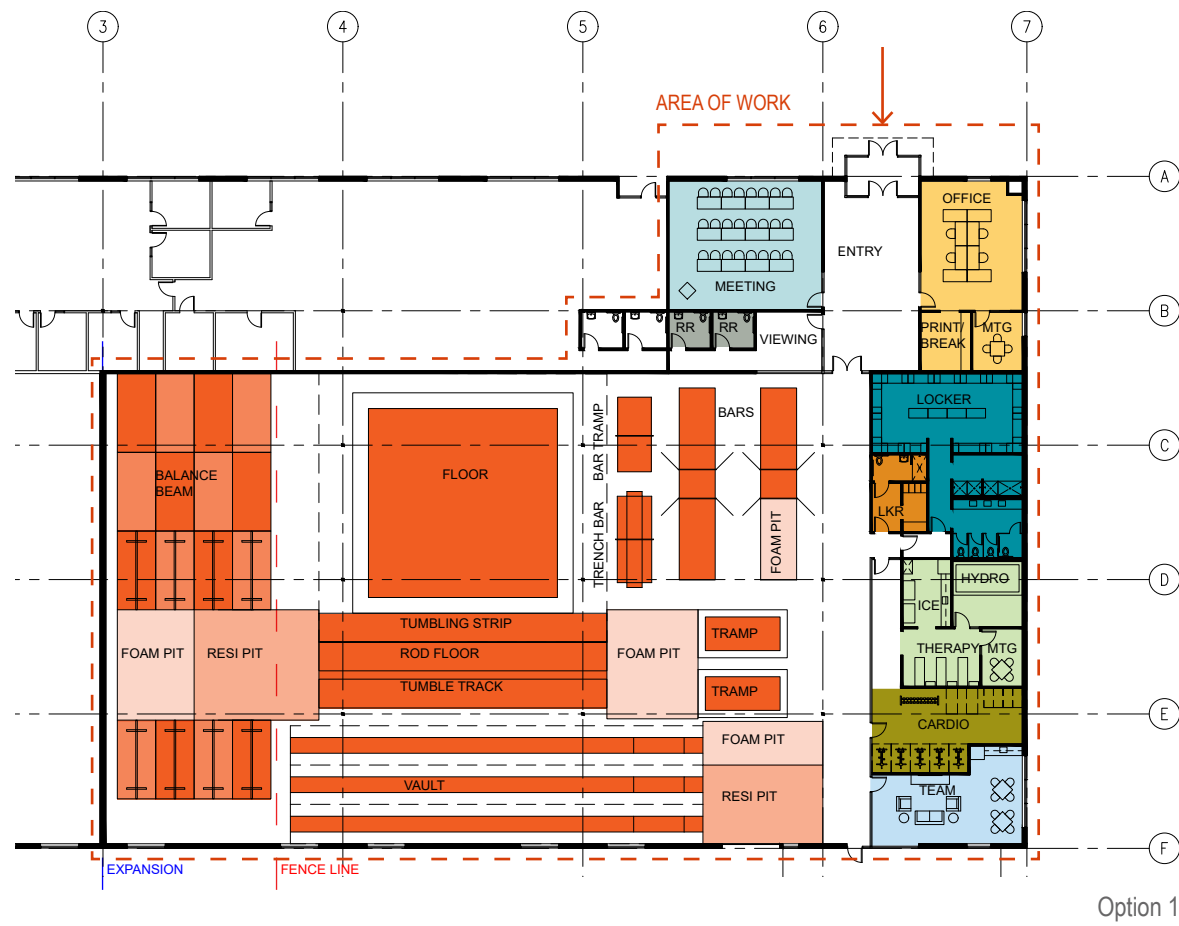 3
4
5
6
7
AREA OF WORK
A
OFFICE
ENTRY
MEETING
B
RR
RR
VIEWING
PRINT/
BREAK
MTG
LOCKER
BARS
BAR TRAMP
C
BALANCE
BEAM
FLOOR
LKR
TRENCH BAR
FOAM PIT
D
HYDRO
ICE
TUMBLING STRIP
TRAMP
FOAM PIT
RESI PIT
ROD FLOOR
FOAM PIT
THERAPY
MTG
TUMBLE TRACK
TRAMP
E
CARDIO
FOAM PIT
VAULT
RESI PIT
TEAM
F
EXPANSION
FENCE LINE
Option 1